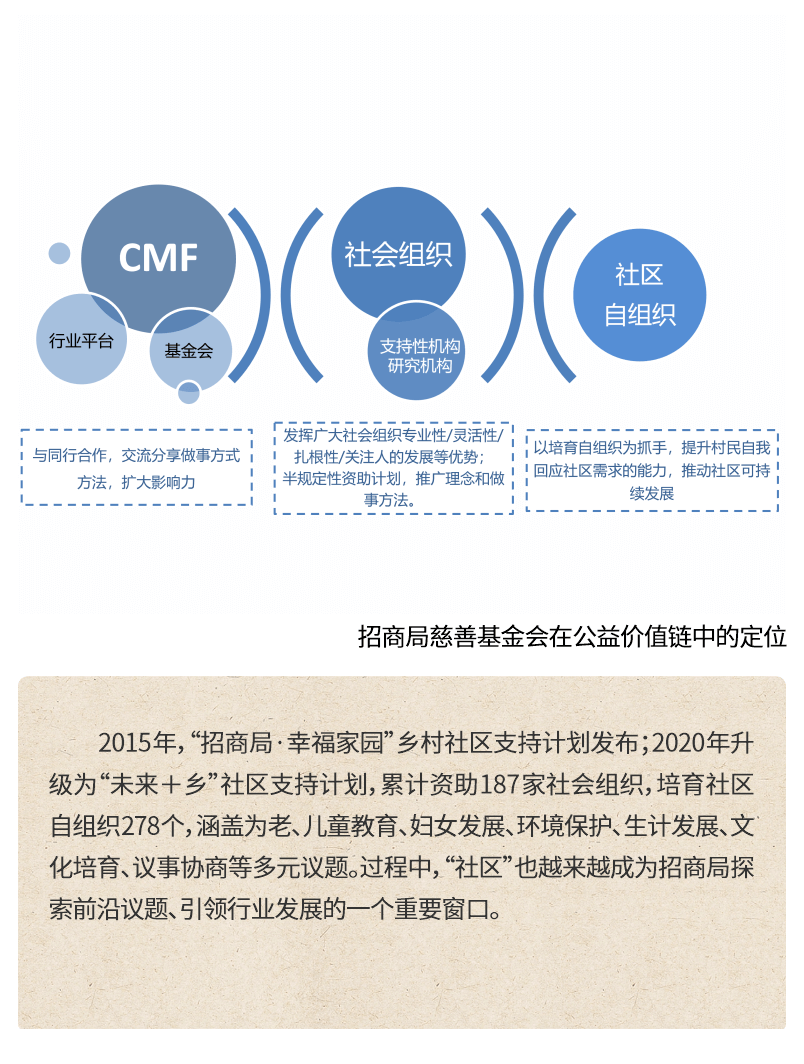 CMF
行业平台
基金会
社会组织
支持性机构
研究机构
社区
自组织
与同行合作，交流分享做事方式
方法，扩大影响力
发挥广大社会组织专业性/灵活性/
扎根性/关注人的发展等优势；
半规定性资助计划，推广理念和做
事方法。
以培育自组织为抓手，提升村民自我
回应社区需求的能力，推动社区可持
续发展
招商局慈善基金会在公益价值链中的定位
2015年，“招商局·幸福家园”乡村社区支持计划发布；2020年升
级为“未来＋乡”社区支持计划，累计资助187家社会组织，培育社区
自组织278个，涵盖为老、儿童教育、妇女发展、环境保护、生计发展、文
化培育、议事协商等多元议题。过程中，“社区”也越来越成为招商局探
索前沿议题、引领行业发展的一个重要窗口。